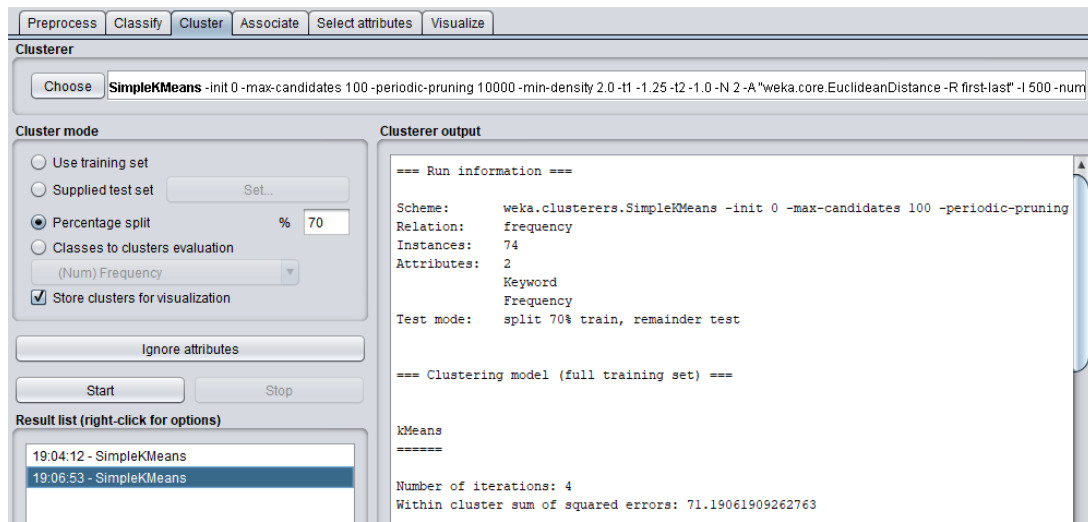 Preprocess Classify Cluster Associate Select attributes Visualize
Clusterer
Choose SimpleKMeans -init 0 -max-candidates 100 -periodic-pruning 10000 -min-density 2.0 -t1 -1.25 -t2 -1.0 -N 2 -A "weka.core.EuclideanDistance -R first-last" -I 500 -num
Cluster mode
Use training set
Supplied test set Set...
Percentage split % 70
Classes to clusters evaluation
(Num) Frequency
Store clusters for visualization
Ignore attributes
Start Stop
Result list (right-click for options)
19:04:12 - SimpleKMeans
19:06:53 - SimpleKMeans
Clusterer output
=== Run information ===
Scheme: weka.clusterers.SimpleKMeans -init 0 -max-candidates 100 -periodic-pruning
Relation: frequency
Instances: 74
Attributes: 2
Keyword
Frequency
Test mode: split 70% train, remainder test
=== Clustering model (full training set) ===
kMeans
======
Number of iterations: 4
Within cluster sum of squared errors: 71.19061909262763